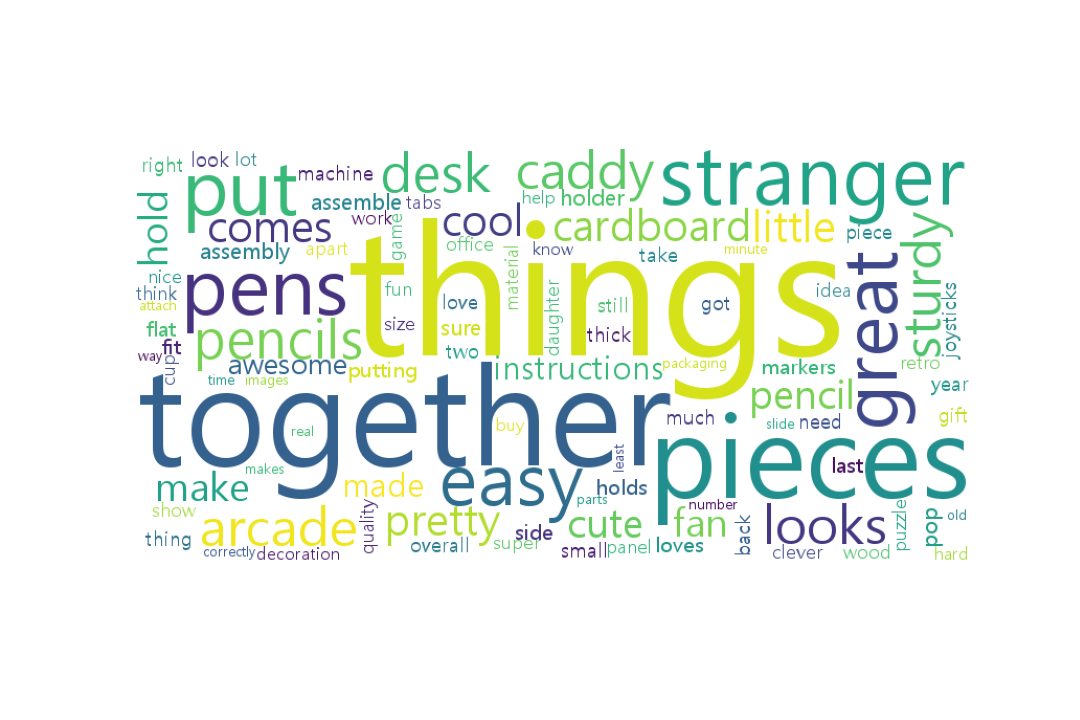 right
look
lot
machine
put
desk
caddy
stranger
hold
assemble
tabs
help
holder
comes
work
game
cool
cardboard
little
piece
sturdy
assembly
apart
office
know
take
minute
things
great
nice
think
attach
pens
fun
size
love
material
daughter
still
got
idea
joysticks
flat
pencils
sure
thick
way
fit
cup
awesome
putting
two
instructions
packaging
markers
retro
time
images
together
pencil
year
real
buy
much
slide
need
gift
makes
easy
least
pieces
last
make
made
holds
parts
number
show
arcade
quality
pretty
side
cute
fan
back
looks
puzzle
pop
old
thing
correctly
decoration
overall
super
small
panel
loves
clever
wood
hard